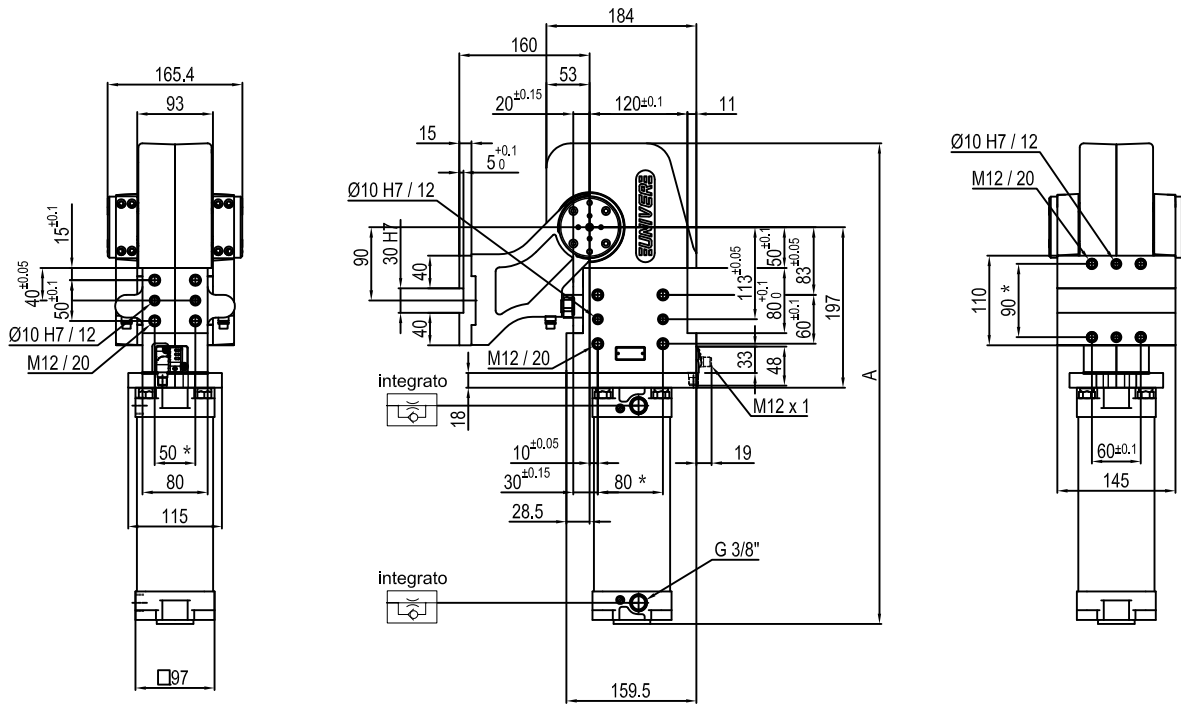 165.4
93
15±0.1
40±0.05
50±0.1
Ø10 H7 / 12
M12 / 20
50 *
80
115
□97
184
160
53
20±0.15
120±0.1
11
15
5 +0.1 0
Ø10 H7 / 12
90
30 H7
40
40
UNIVER
50±0.1
83±0.05
113±0.05
80 +0.1 0
60±0.1
197
A
M12 / 20
33
48
M12 x 1
integrato
18
10±0.05
19
30±0.15
80 *
28.5
G 3/8"
integrato
159.5
Ø10 H7 / 12
M12 / 20
110
90 *
60±0.1
145